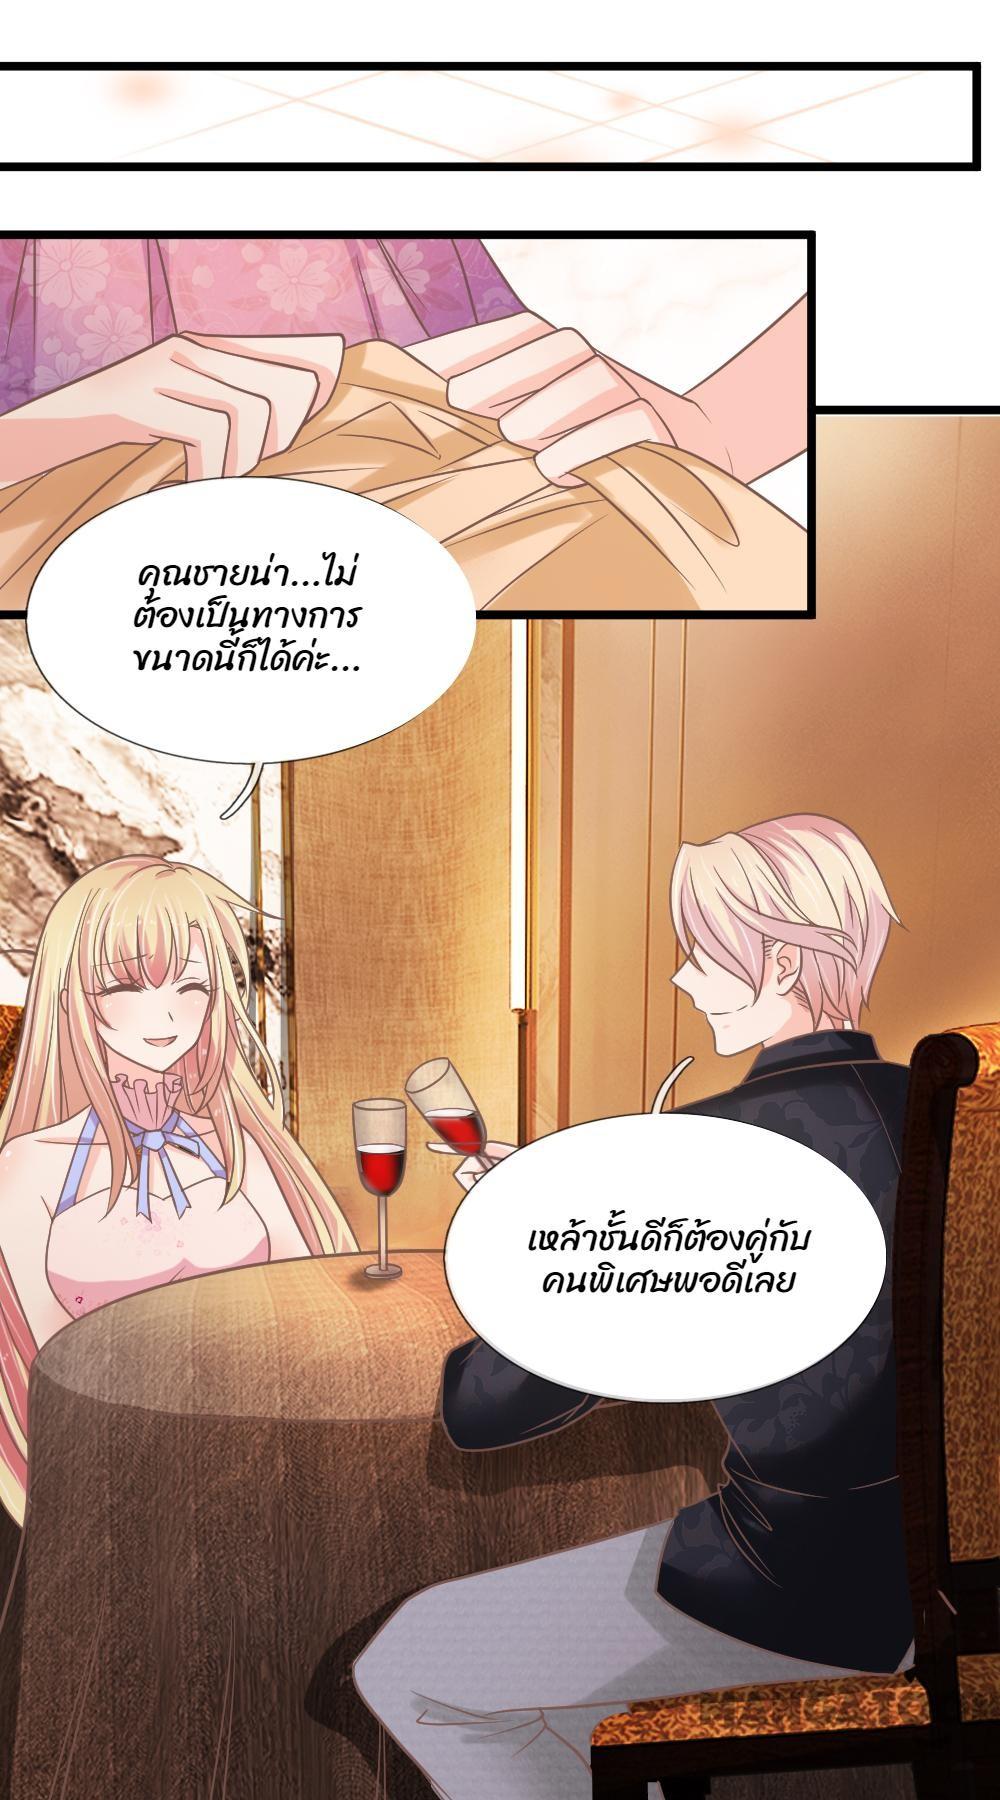 คุณชายน่า...ไม่
ต้องเป็นทางการ
ขนาดนี้ก็ได้ค่ะ...
เหล้าชั้นดีก็ต้องคู่กับ
คนพิเศษพอดีเลย
MANGATO